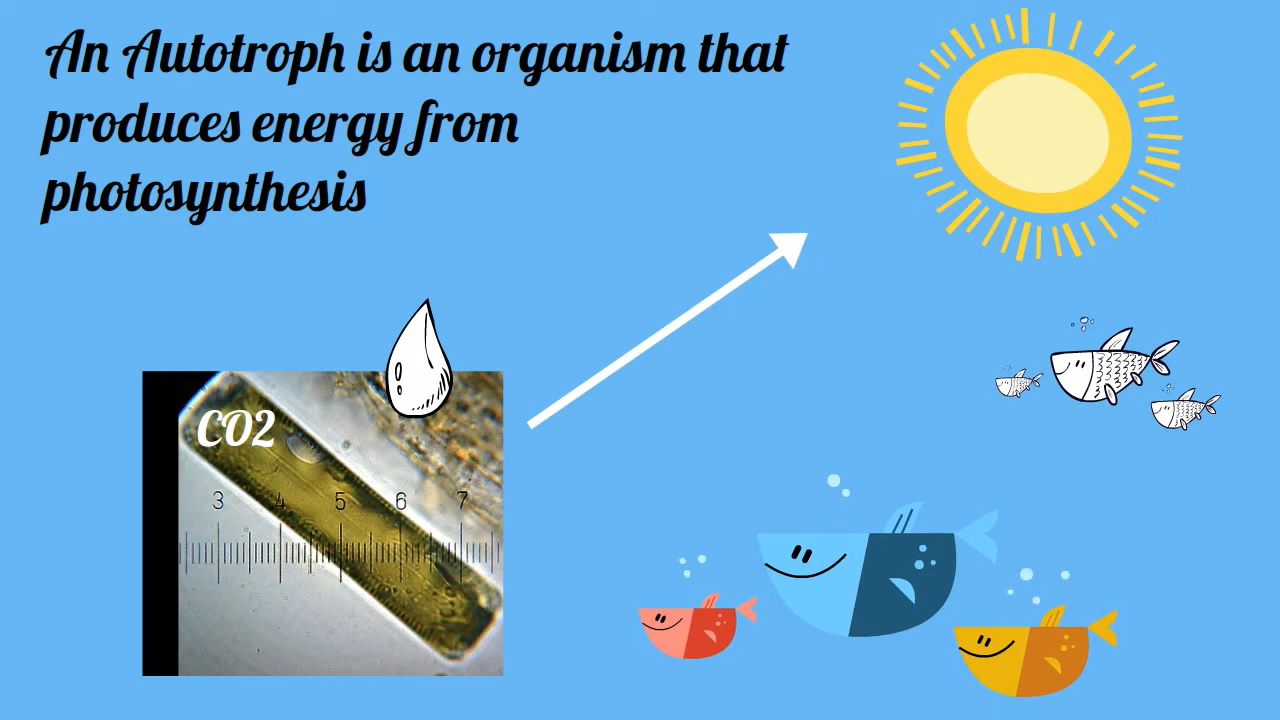 An Autotroph is an organism that
produces energy from
photosynthesis
CO2
3 4 5 6 7